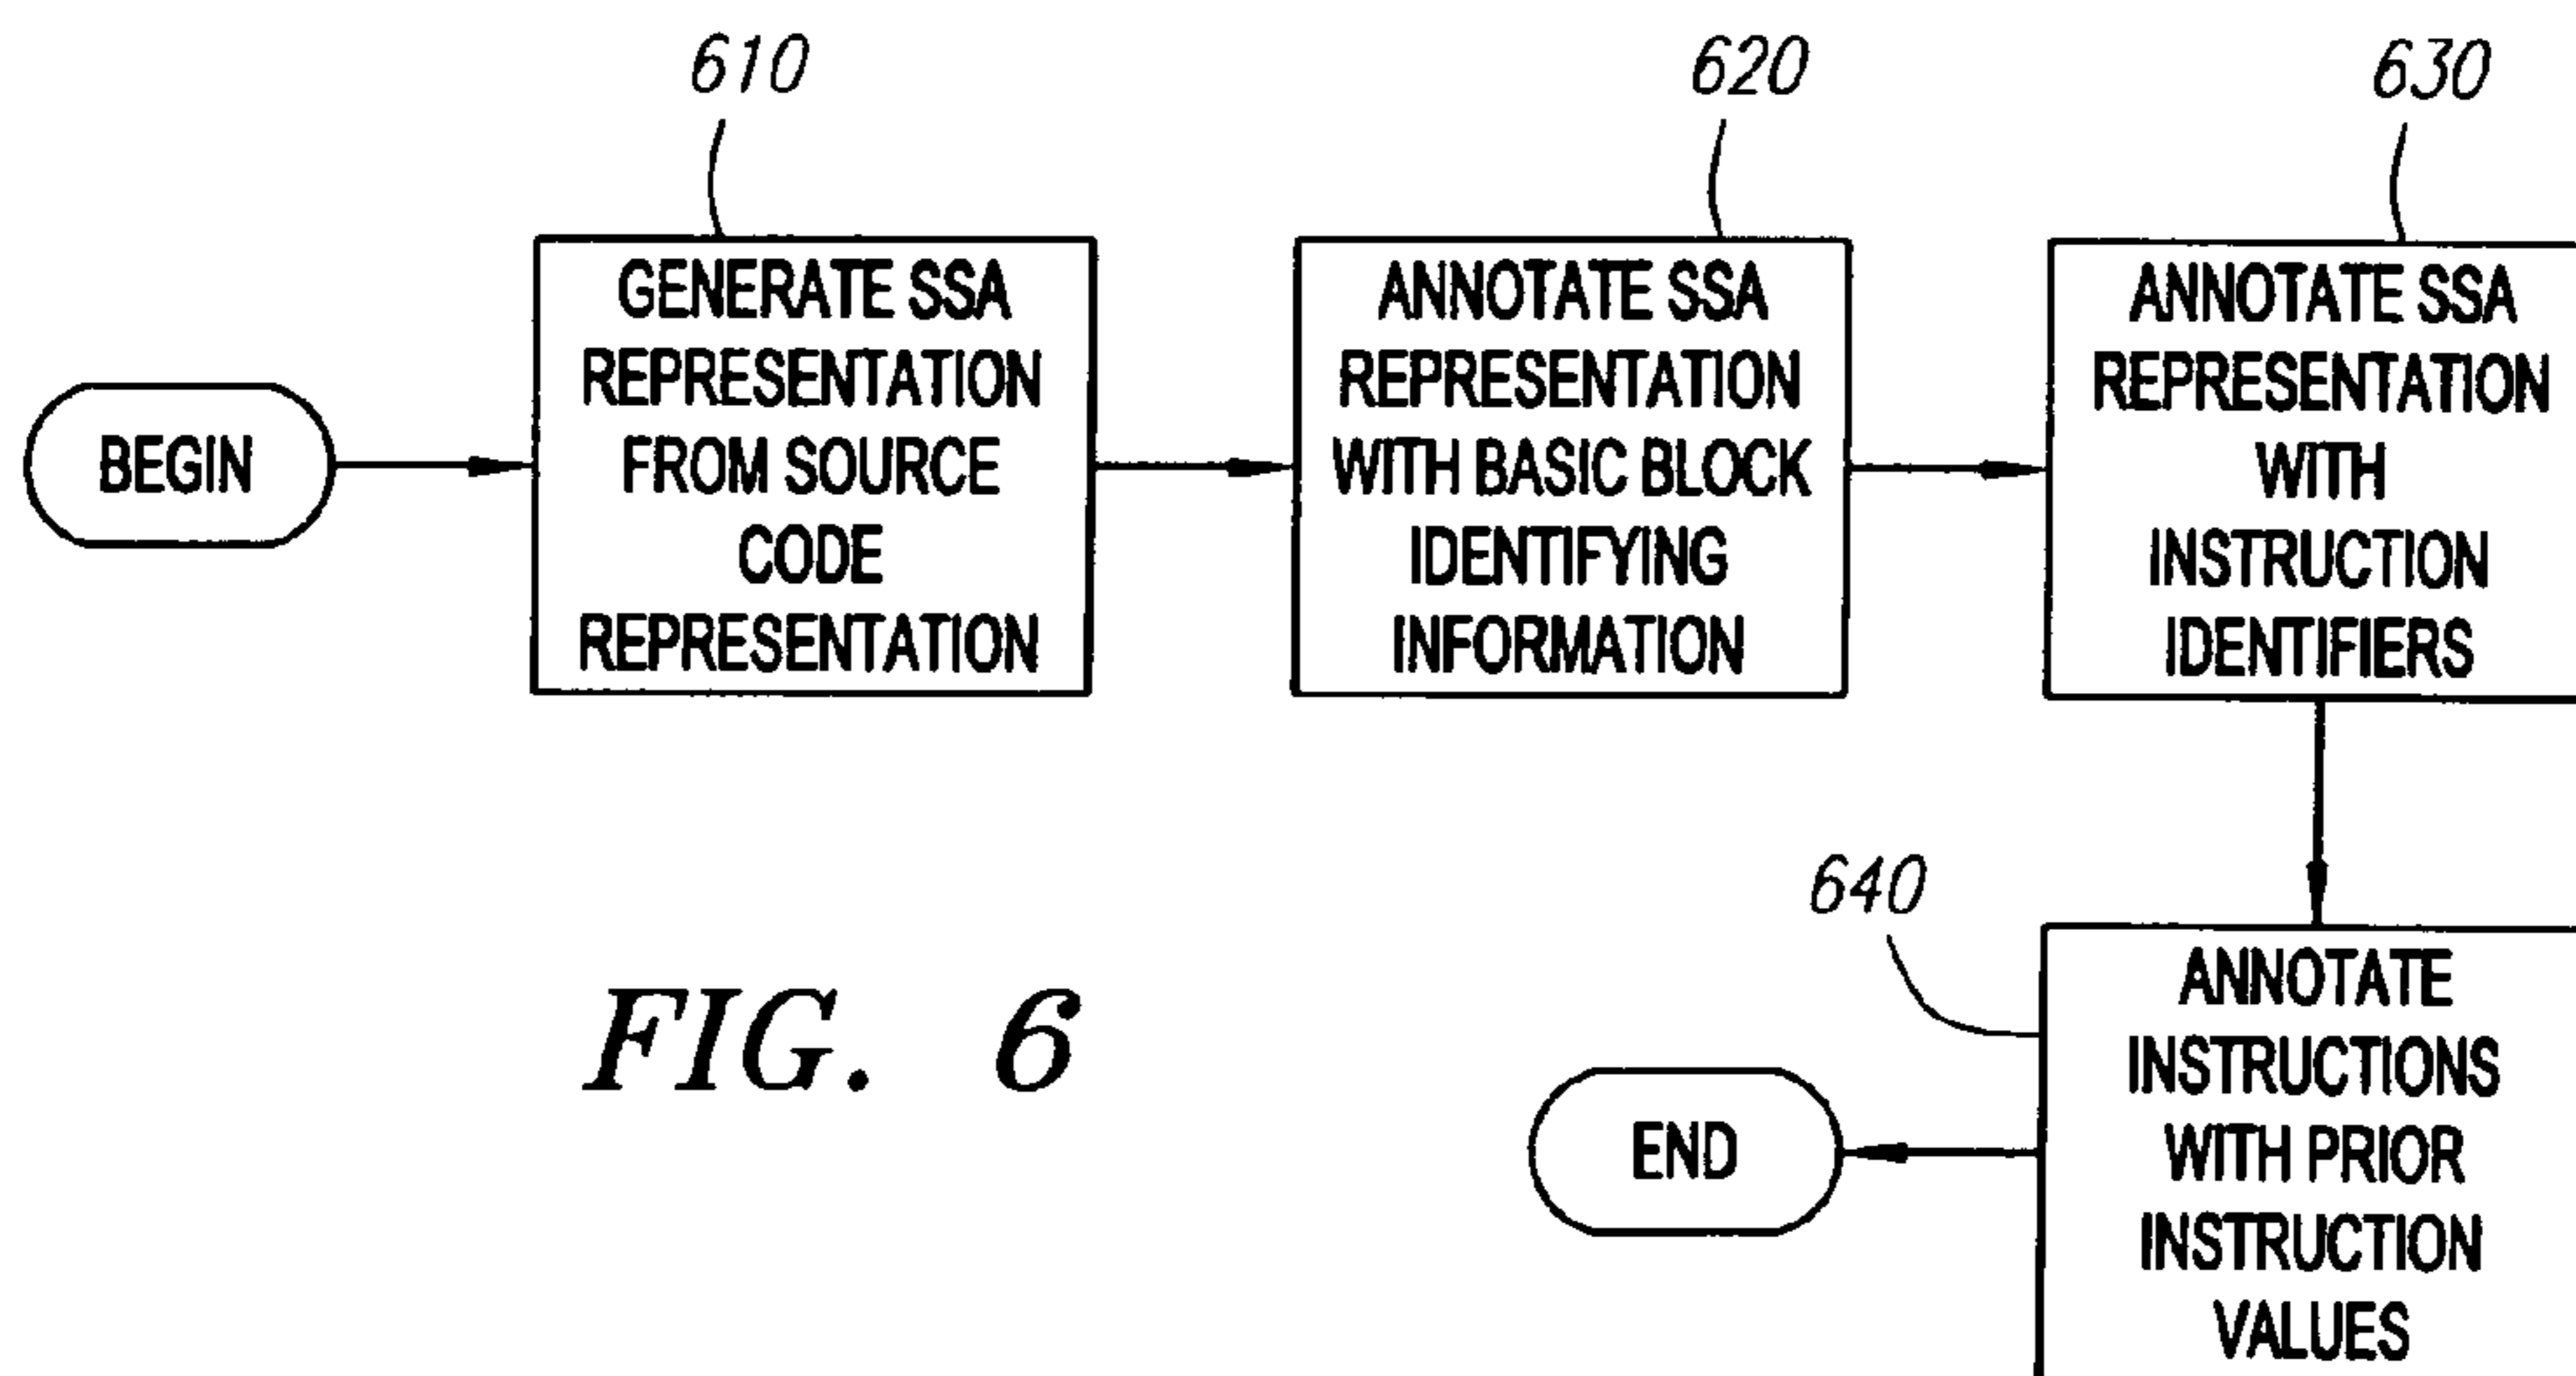 610
620
630
BEGIN
GENERATE SSA
REPRESENTATION
FROM SOURCE
CODE
REPRESENTATION
ANNOTATE SSA
REPRESENTATION
WITH BASIC BLOCK
IDENTIFYING
INFORMATION
ANNOTATE SSA
REPRESENTATION
WITH
INSTRUCTION
IDENTIFIERS
640
ANNOTATE
INSTRUCTIONS
WITH PRIOR
INSTRUCTION
VALUES
END
FIG. 6